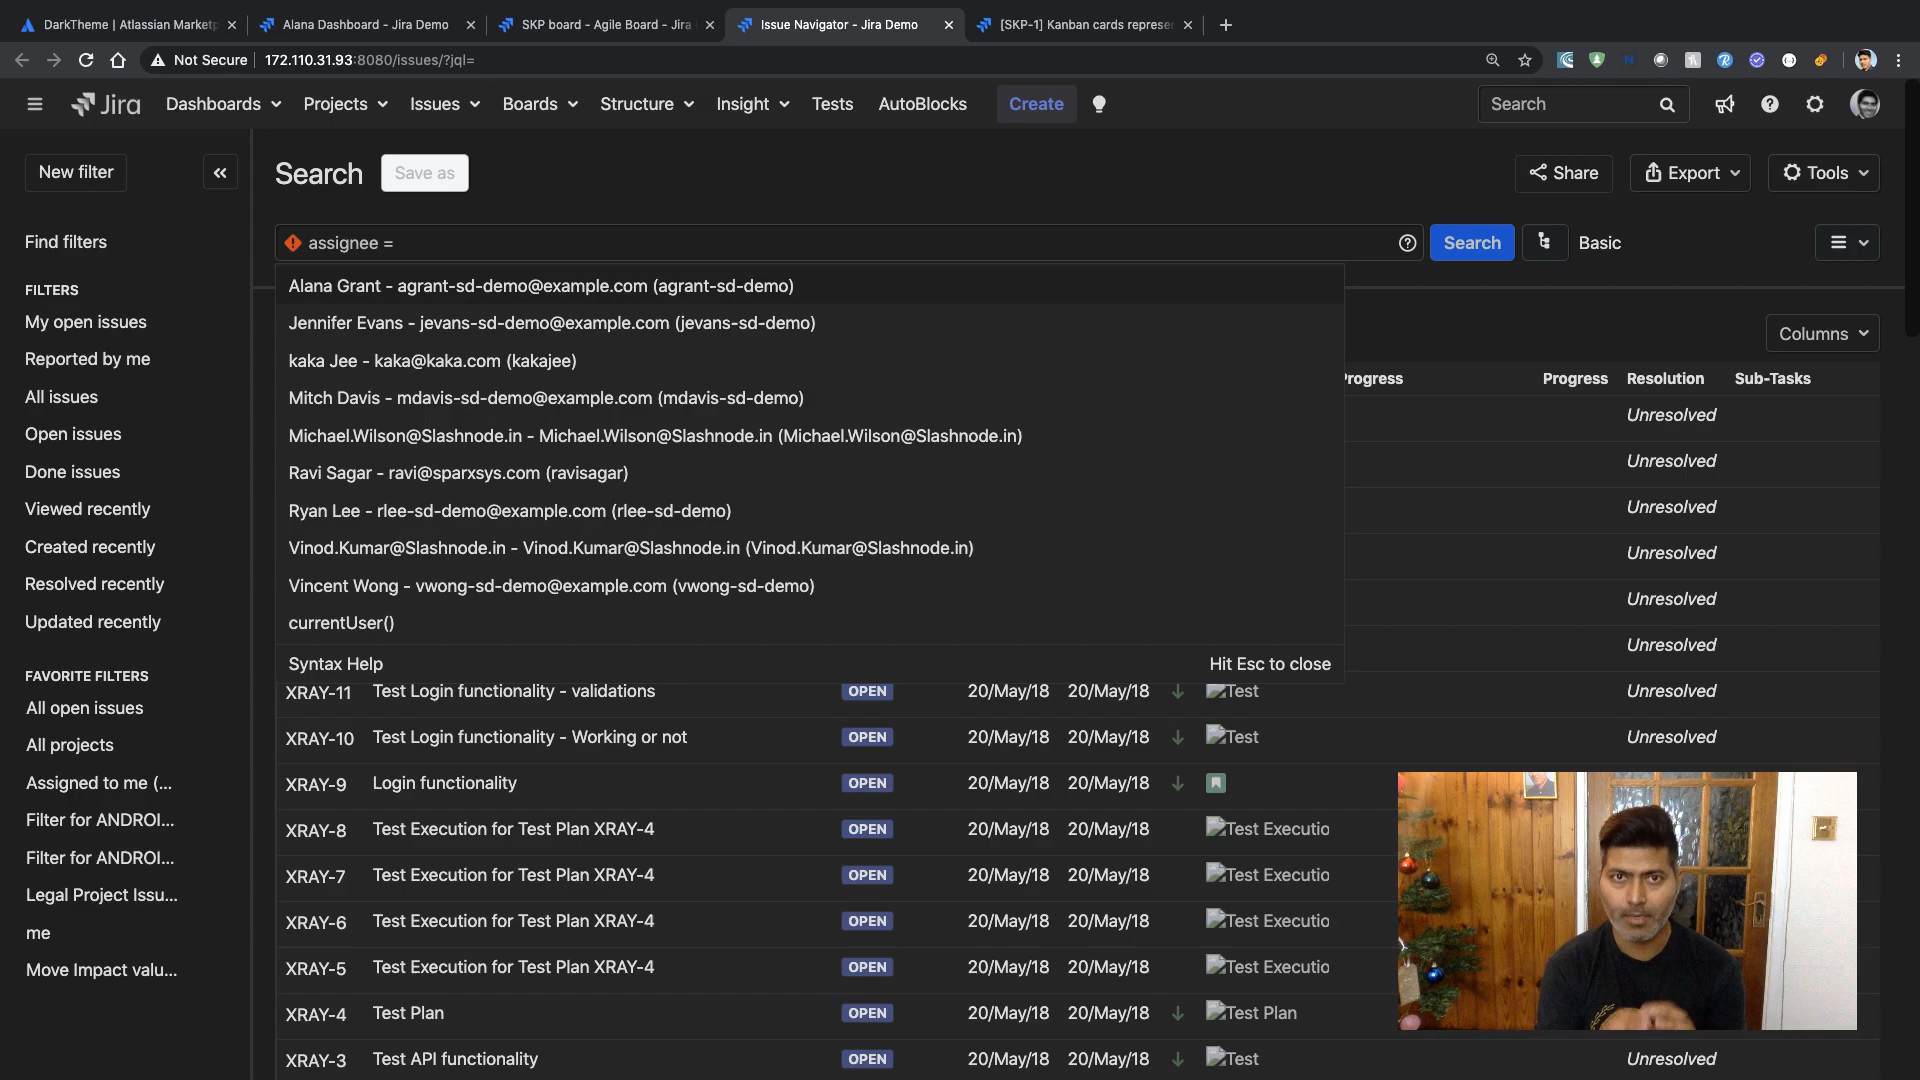 DarkTheme | Atlassian Marketp
Alana Dashboard - Jira Demo
SKP board - Agile Board - Jira
Issue Navigator - Jira Demo
[SKP-1] Kanban cards represe
Not Secure | 172.110.31.93:8080/issues/?jql=
Jira
Dashboards
Projects
Issues
Boards
Structure
Insight
Tests
AutoBlocks
Create
Search
New filter
Search
Save as
Share
Export
Tools
Find filters
assignee =
Search
Basic
FILTERS
My open issues
Reported by me
All issues
Open issues
Done issues
Viewed recently
Created recently
Resolved recently
Updated recently
FAVORITE FILTERS
All open issues
All projects
Assigned to me (...
Filter for ANDROI...
Filter for ANDROI...
Legal Project Issu...
me
Move Impact valu...
Alana Grant - agrant-sd-demo@example.com (agrant-sd-demo)
Jennifer Evans - jevans-sd-demo@example.com (jevans-sd-demo)
kaka Jee - kaka@kaka.com (kakajee)
Mitch Davis - mdavis-sd-demo@example.com (mdavis-sd-demo)
Michael.Wilson@Slashnode.in - Michael.Wilson@Slashnode.in (Michael.Wilson@Slashnode.in)
Ravi Sagar - ravi@sparxsys.com (ravisagar)
Ryan Lee - rlee-sd-demo@example.com (rlee-sd-demo)
Vinod.Kumar@Slashnode.in - Vinod.Kumar@Slashnode.in (Vinod.Kumar@Slashnode.in)
Vincent Wong - vwong-sd-demo@example.com (vwong-sd-demo)
currentUser()
Syntax Help
Hit Esc to close
Columns
Progress Progress Resolution Sub-Tasks
Unresolved
Unresolved
Unresolved
Unresolved
Unresolved
Unresolved
XRAY-11 Test Login functionality - validations OPEN 20/May/18 20/May/18 Test Unresolved
XRAY-10 Test Login functionality - Working or not OPEN 20/May/18 20/May/18 Test Unresolved
XRAY-9 Login functionality OPEN 20/May/18 20/May/18
XRAY-8 Test Execution for Test Plan XRAY-4 OPEN 20/May/18 20/May/18 Test Executio
XRAY-7 Test Execution for Test Plan XRAY-4 OPEN 20/May/18 20/May/18 Test Executio
XRAY-6 Test Execution for Test Plan XRAY-4 OPEN 20/May/18 20/May/18 Test Executio
XRAY-5 Test Execution for Test Plan XRAY-4 OPEN 20/May/18 20/May/18 Test Executio
XRAY-4 Test Plan OPEN 20/May/18 20/May/18 Test Plan
XRAY-3 Test API functionality OPEN 20/May/18 20/May/18 Test Unresolved